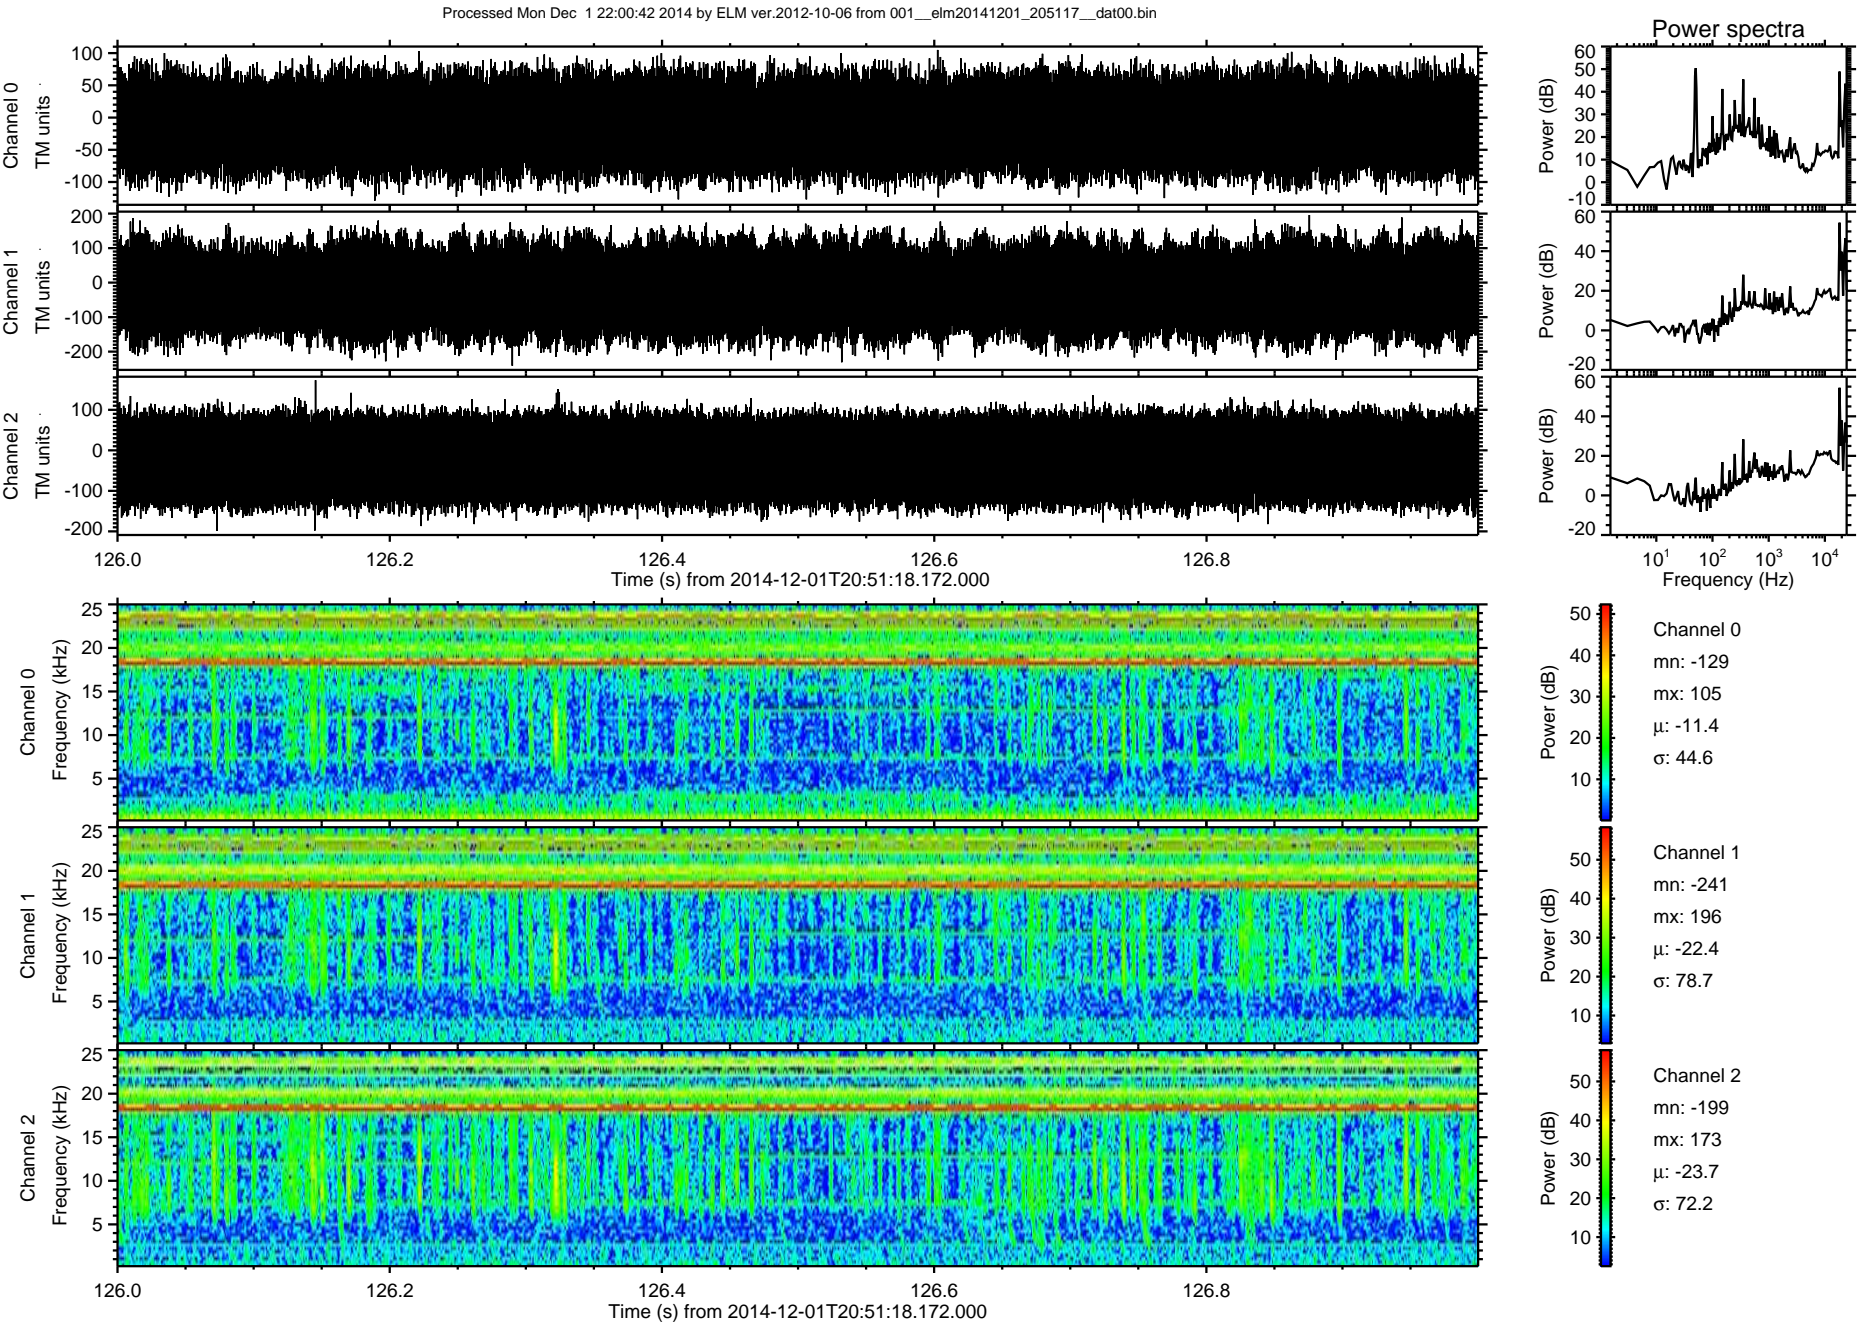 Processed Mon Dec  1 22:00:42 2014 by ELM ver.2012-10-06 from 001__elm20141201_205117__dat00.bin
Power spectra
Channel 0
TM units
100
50
0
-50
-100
Power (dB)
60
50
40
30
20
10
0
-10
Channel 1
TM units
200
100
0
-100
-200
Power (dB)
60
40
20
0
-20
Channel 2
TM units
100
0
-100
-200
Power (dB)
60
40
20
0
-20
126.0 126.2 126.4 126.6 126.8
Time (s) from 2014-12-01T20:51:18.172.000
10^1 10^2 10^3 10^4
Frequency (Hz)
Channel 0
Frequency (kHz)
25
20
15
10
5
Power (dB)
50
40
30
20
10
Channel 0
mn: -129
mx: 105
μ: -11.4
σ: 44.6
Channel 1
Frequency (kHz)
25
20
15
10
5
Power (dB)
50
40
30
20
10
Channel 1
mn: -241
mx: 196
μ: -22.4
σ: 78.7
Channel 2
Frequency (kHz)
25
20
15
10
5
Power (dB)
50
40
30
20
10
Channel 2
mn: -199
mx: 173
μ: -23.7
σ: 72.2
126.0 126.2 126.4 126.6 126.8
Time (s) from 2014-12-01T20:51:18.172.000